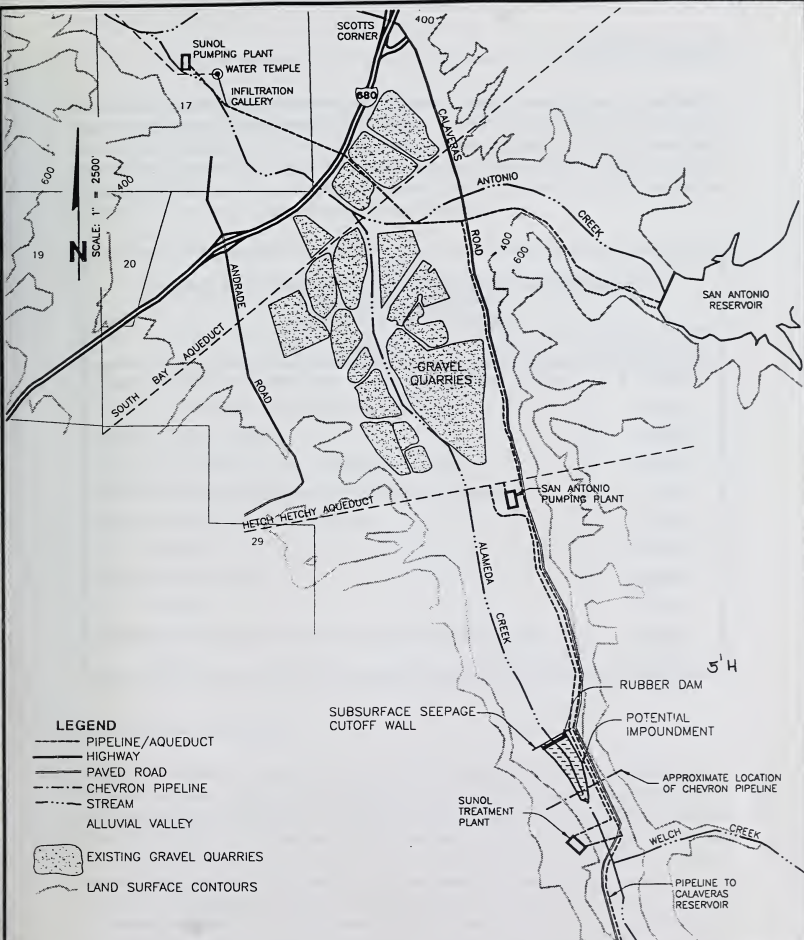 SCOTTS
CORNER
400
SUNOL
PUMPING PLANT
WATER TEMPLE
INFILTRATION
GALLERY
17
680
CALAVERAS
ROAD
600
400
SCALE: 1" = 2500'
N
19
20
ANTONIO
CREEK
400
600
SAN ANTONIO
RESERVOIR
ANDRADE
ROAD
SOUTH BAY AQUEDUCT
GRAVEL
QUARRIES
SAN ANTONIO
PUMPING PLANT
HETCH HETCHY AQUEDUCT
29
ALAMEDA
CREEK
5'H
RUBBER DAM
SUBSURFACE SEEPAGE
CUTOFF WALL
POTENTIAL
IMPOUNDMENT
APPROXIMATE LOCATION
OF CHEVRON PIPELINE
SUNOL
TREATMENT
PLANT
WELCH CREEK
PIPELINE TO
CALAVERAS
RESERVOIR
LEGEND
PIPELINE/AQUEDUCT
HIGHWAY
PAVED ROAD
CHEVRON PIPELINE
STREAM
ALLUVIAL VALLEY
EXISTING GRAVEL QUARRIES
LAND SURFACE CONTOURS